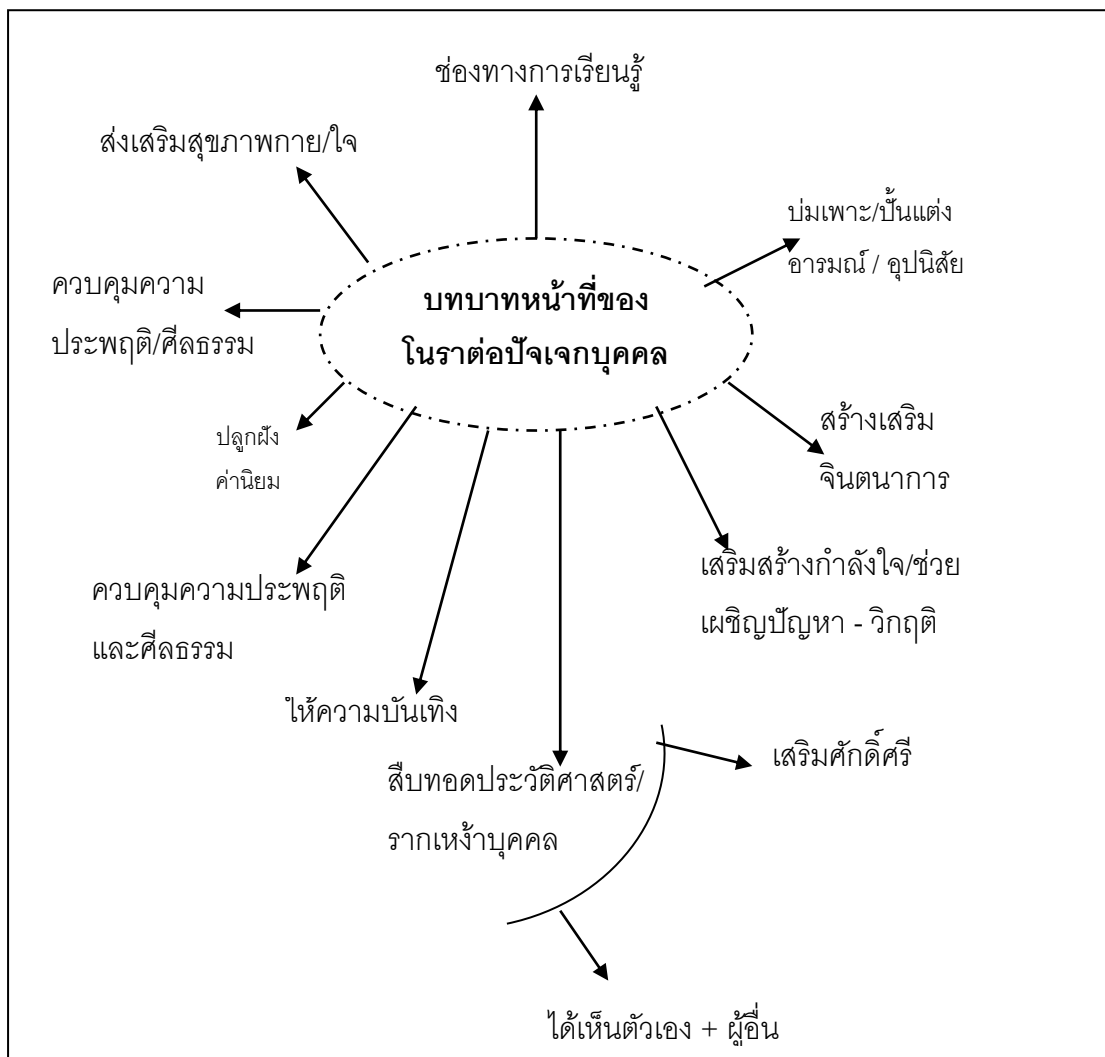 ช่องทางการเรียนรู้
ส่งเสริมสุขภาพกาย/ใจ
บ่มเพาะ/ปั้นแต่ง
อารมณ์ / อุปนิสัย
ควบคุมความ
ประพฤติ/ศีลธรรม
บทบาทหน้าที่ของ
โนราต่อปัจเจกบุคคล
ปลูกฝัง
ค่านิยม
สร้างเสริม
จินตนาการ
เสริมสร้างกำลังใจ/ช่วย
เผชิญปัญหา - วิกฤติ
ควบคุมความประพฤติ
และศีลธรรม
ให้ความบันเทิง
สืบทอดประวัติศาสตร์/
รากเหง้าบุคคล
เสริมศักดิ์ศรี
ได้เห็นตัวเอง + ผู้อื่น